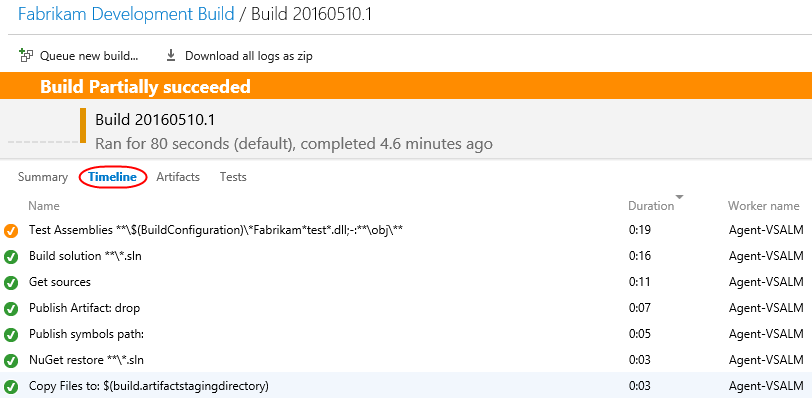 Fabrikam Development Build / Build 20160510.1
Queue new build... Download all logs as zip
Build Partially succeeded
Build 20160510.1
Ran for 80 seconds (default), completed 4.6 minutes ago
Summary Timeline Artifacts Tests
Name Duration Worker name
Test Assemblies **\$(BuildConfiguration)\*Fabrikam*test*.dll;-:**\obj\** 0:19 Agent-VSALM
Build solution **\*.sln 0:16 Agent-VSALM
Get sources 0:11 Agent-VSALM
Publish Artifact: drop 0:07 Agent-VSALM
Publish symbols path: 0:05 Agent-VSALM
NuGet restore **\*.sln 0:03 Agent-VSALM
Copy Files to: $(build.artifactstagingdirectory) 0:03 Agent-VSALM